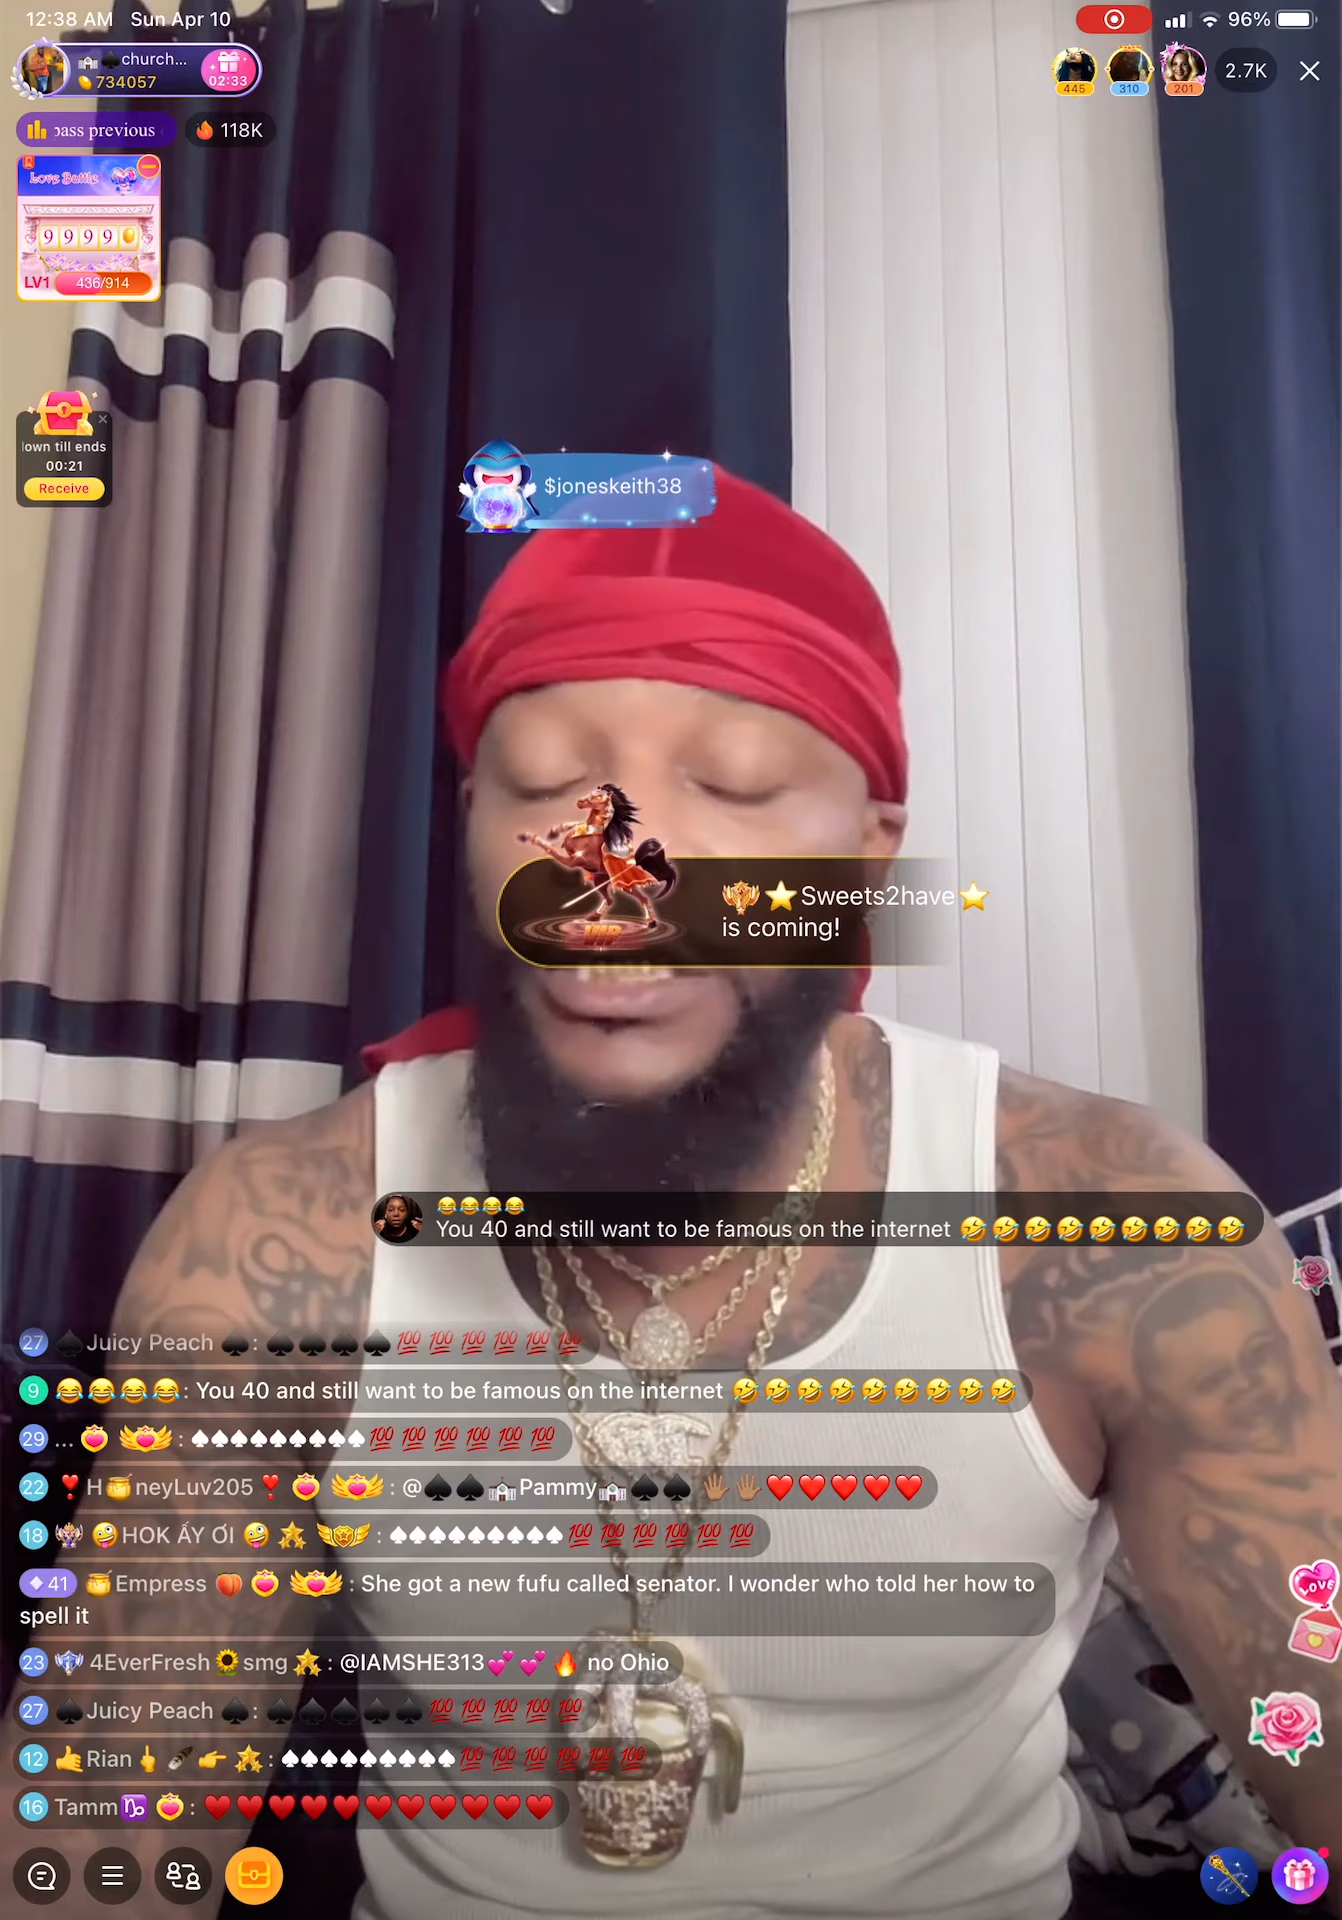 12:38 AM Sun Apr 10
96%
church...
734057
02:33
445
310
201
2.7K
pass previous
118K
Love Battle
9 9 9 9
LV1 436/914
lown till ends
00:21
Receive
$joneskeith38
VIP
⭐Sweets2have⭐
is coming!
😂😂😂😂
You 40 and still want to be famous on the internet 🤣🤣🤣🤣🤣🤣🤣🤣🤣
27 ♠Juicy Peach ♠: ♠♠♠♠💯💯💯💯💯💯
9 😂😂😂😂: You 40 and still want to be famous on the internet 🤣🤣🤣🤣🤣🤣🤣🤣🤣
29 ... : ♠♠♠♠♠♠♠♠♠💯💯💯💯💯💯
22 ❣️H🍯neyLuv205❣️ : @♠️♠️💒Pammy💒♠️♠️ 🖐🏽🖐🏽❤️❤️❤️❤️❤️
18 🤪HOK ẤY ƠI 🤪 : ♠♠♠♠♠♠♠♠♠💯💯💯💯💯💯
41 🍯Empress 🍑 : She got a new fufu called senator. I wonder who told her how to
spell it
23 4EverFresh🌻smg : @IAMSHE313💕💕🔥 no Ohio
27 ♠Juicy Peach ♠: ♠♠♠♠♠💯💯💯💯💯
12 🤙Rian🖕🪶👉 : ♠♠♠♠♠♠♠♠♠💯💯💯💯💯💯
16 Tamm♑ : ❤️❤️❤️❤️❤️❤️❤️❤️❤️❤️❤️
LOVE